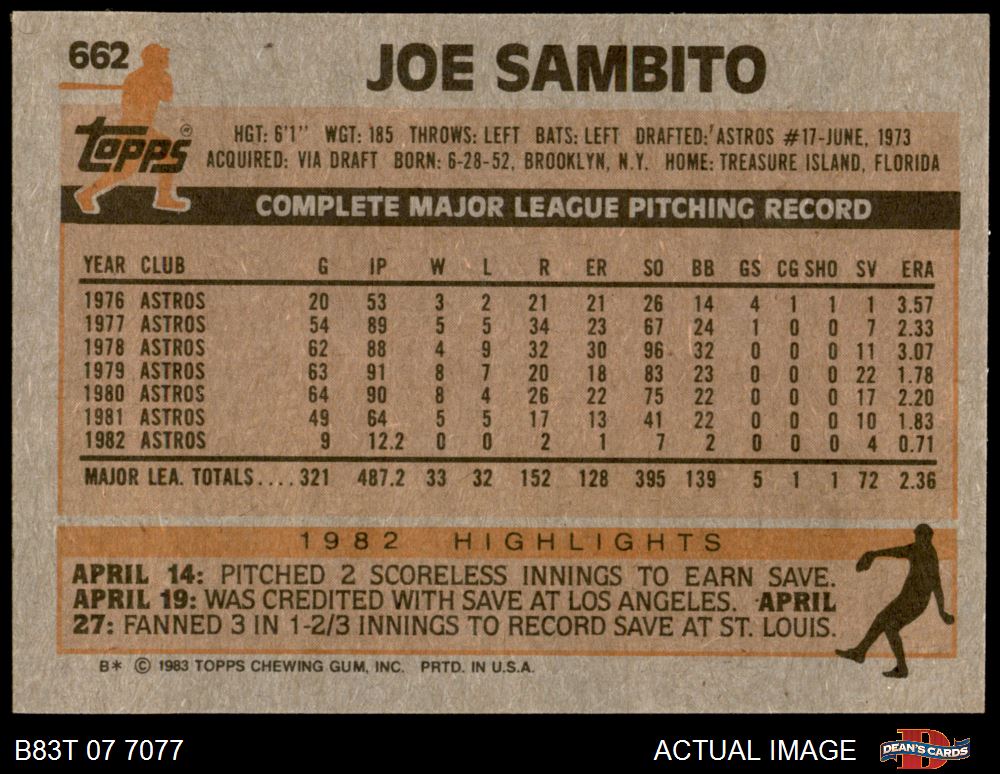 662
JOE SAMBITO
Topps®
HGT: 6'1" WGT: 185 THROWS: LEFT BATS: LEFT DRAFTED: ASTROS #17-JUNE, 1973
ACQUIRED: VIA DRAFT BORN: 6-28-52, BROOKLYN, N.Y. HOME: TREASURE ISLAND, FLORIDA
COMPLETE MAJOR LEAGUE PITCHING RECORD
YEAR CLUB G IP W L R ER SO BB GS CG SHO SV ERA
1976 ASTROS 20 53 3 2 21 21 26 14 4 1 1 1 3.57
1977 ASTROS 54 89 5 5 34 23 67 24 1 0 0 7 2.33
1978 ASTROS 62 88 4 9 32 30 96 32 0 0 0 11 3.07
1979 ASTROS 63 91 8 7 20 18 83 23 0 0 0 22 1.78
1980 ASTROS 64 90 8 4 26 22 75 22 0 0 0 17 2.20
1981 ASTROS 49 64 5 5 17 13 41 22 0 0 0 10 1.83
1982 ASTROS 9 12.2 0 0 2 1 7 2 0 0 0 4 0.71
MAJOR LEA. TOTALS....321 487.2 33 32 152 128 395 139 5 1 1 72 2.36
1982 HIGHLIGHTS
APRIL 14: PITCHED 2 SCORELESS INNINGS TO EARN SAVE.
APRIL 19: WAS CREDITED WITH SAVE AT LOS ANGELES. APRIL
27: FANNED 3 IN 1-2/3 INNINGS TO RECORD SAVE AT ST. LOUIS.
B* © 1983 TOPPS CHEWING GUM, INC. PRTD. IN U.S.A.
B83T 07 7077
ACTUAL IMAGE
DEAN'S CARDS